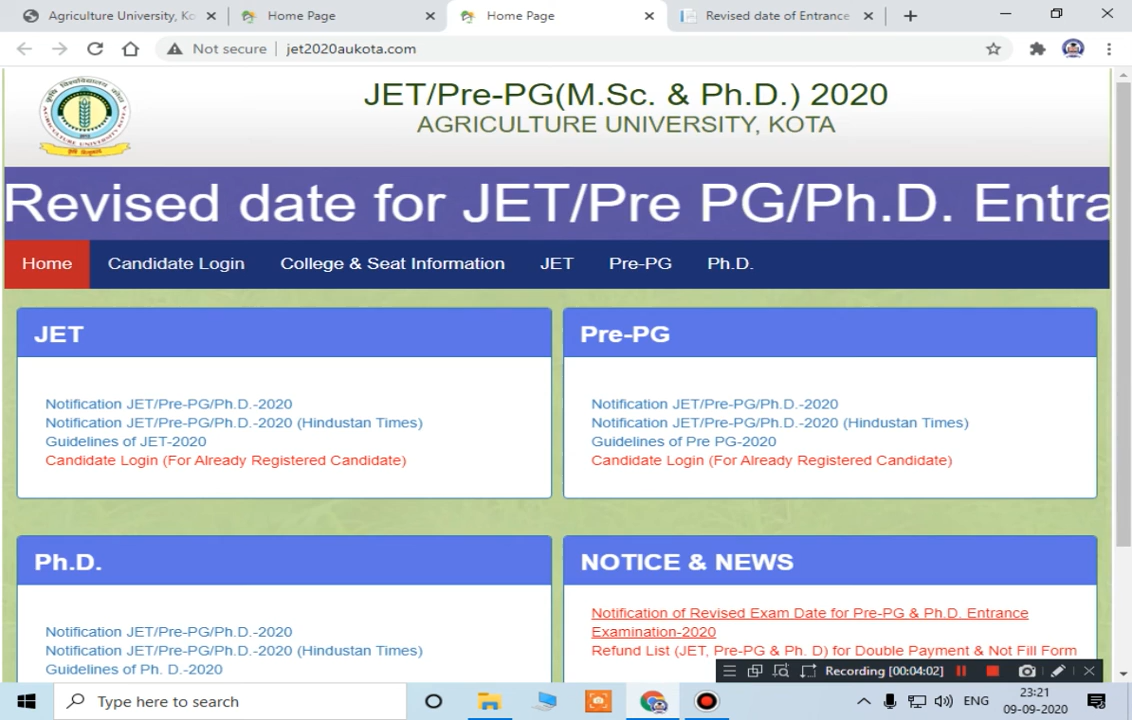 Agriculture University, Ko
Home Page
Home Page
Revised date of Entrance
Not secure | jet2020aukota.com
JET/Pre-PG(M.Sc. & Ph.D.) 2020
AGRICULTURE UNIVERSITY, KOTA
Revised date for JET/Pre PG/Ph.D. Entra
Home
Candidate Login
College & Seat Information
JET
Pre-PG
Ph.D.
JET
Notification JET/Pre-PG/Ph.D.-2020
Notification JET/Pre-PG/Ph.D.-2020 (Hindustan Times)
Guidelines of JET-2020
Candidate Login (For Already Registered Candidate)
Pre-PG
Notification JET/Pre-PG/Ph.D.-2020
Notification JET/Pre-PG/Ph.D.-2020 (Hindustan Times)
Guidelines of Pre PG-2020
Candidate Login (For Already Registered Candidate)
Ph.D.
Notification JET/Pre-PG/Ph.D.-2020
Notification JET/Pre-PG/Ph.D.-2020 (Hindustan Times)
Guidelines of Ph. D.-2020
NOTICE & NEWS
Notification of Revised Exam Date for Pre-PG & Ph.D. Entrance
Examination-2020
Refund List (JET, Pre-PG & Ph. D) for Double Payment & Not Fill Form
Recording [00:04:02]
Type here to search
ENG
23:21
09-09-2020